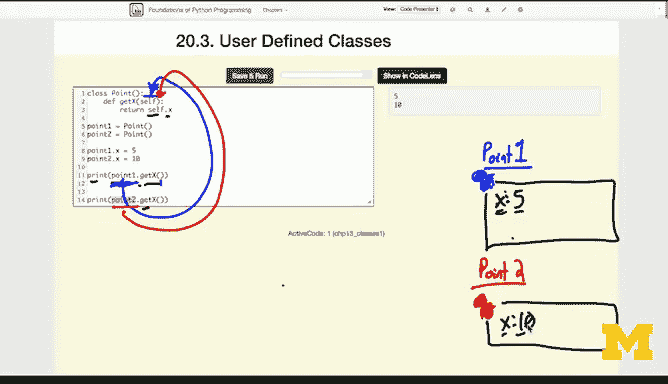 Foundations of Python Programming
View: Code Presenter
20.3. User Defined Classes
Save & Run
Show in CodeLens
1 class Point():
2 def getX(self):
3 return self.x
4
5 point1 = Point()
6 point2 = Point()
7
8 point1.x = 5
9 point2.x = 10
10
11 print(point1.getX())
12
13
14 print(point2.getX())
5
10
ActiveCode: 1 (chp13_classes1)
Point 1
x: 5
Point 2
x: 10
M